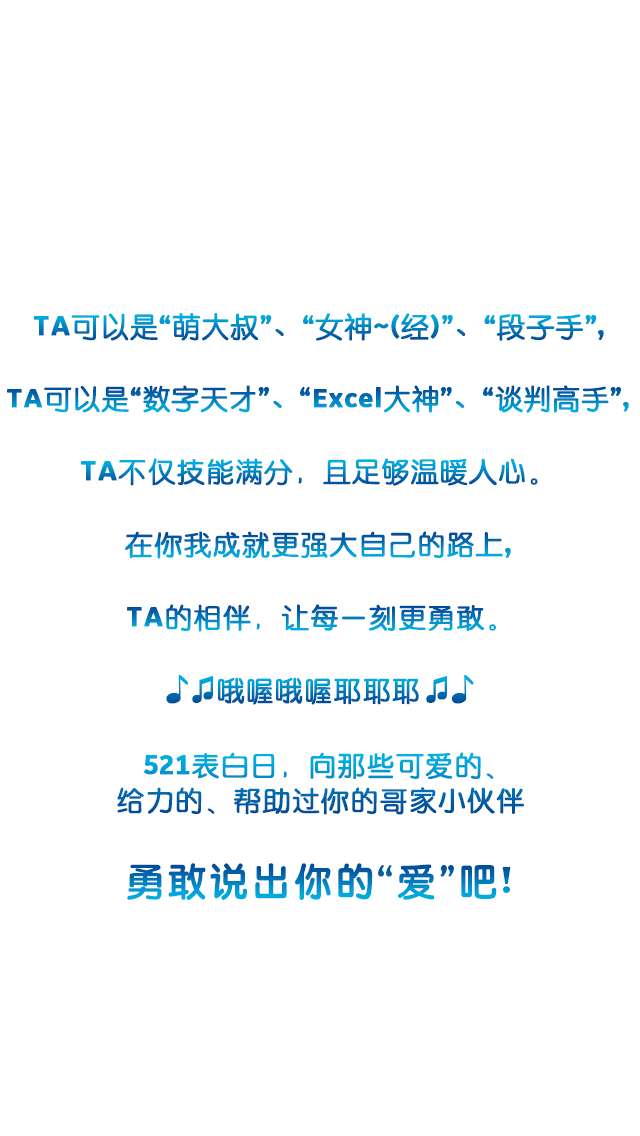 TA可以是“萌大叔”、“女神~(经)”、“段子手”,
TA可以是“数字天才”、“Excel大神”、“谈判高手”,
TA不仅技能满分，且足够温暖人心。
在你我成就更强大自己的路上,
TA的相伴，让每一刻更勇敢。
♪♫哦喔哦喔耶耶耶♫♪
521表白日，向那些可爱的、
给力的、帮助过你的哥家小伙伴
勇敢说出你的“爱”吧!